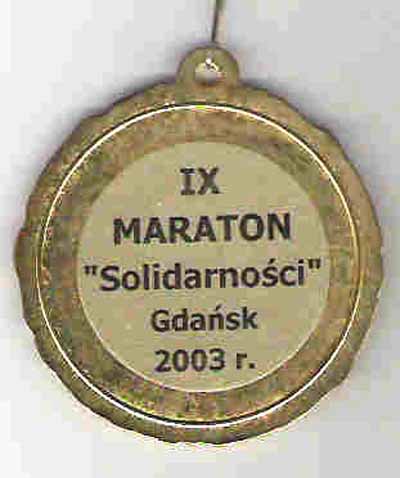 IX
MARATON
"Solidarności"
Gdańsk
2003 r.